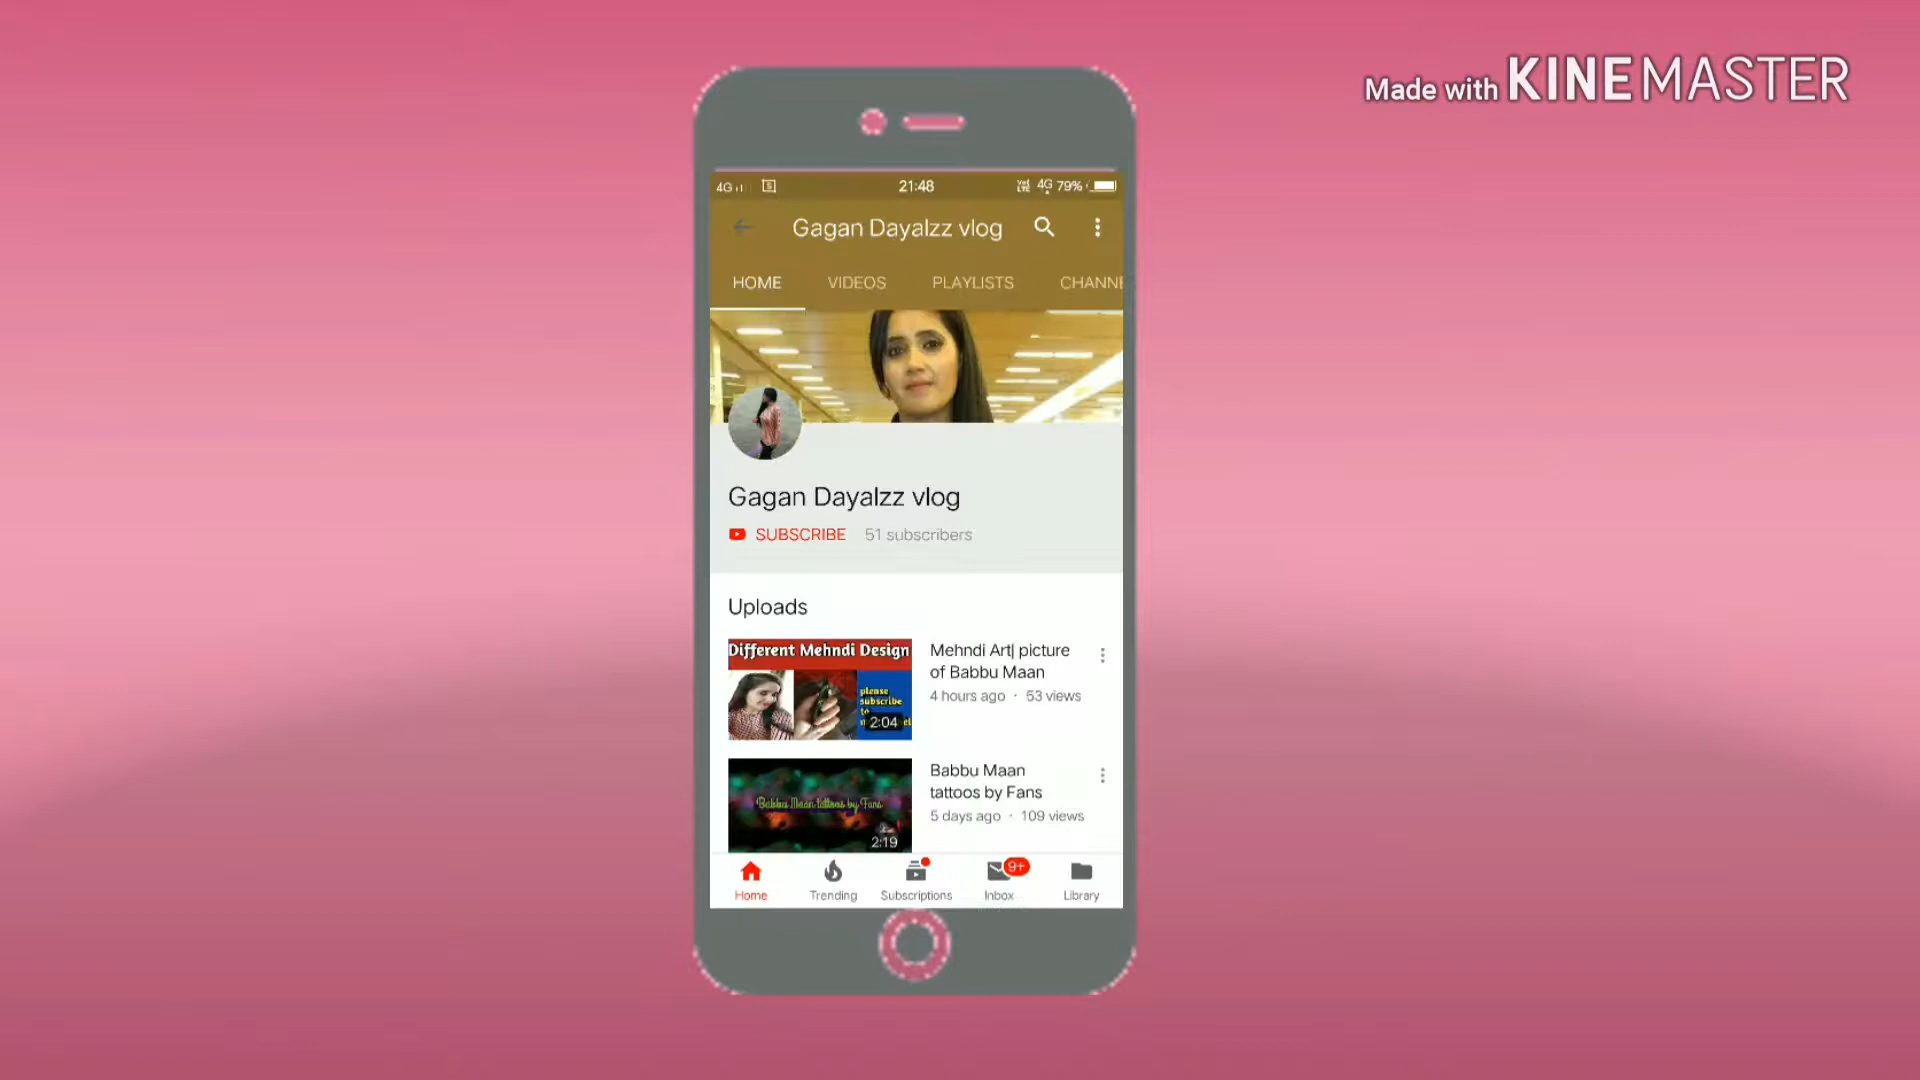 Made with KINEMASTER
4G 21:48 4G 79%
Gagan Dayalzz vlog
HOME VIDEOS PLAYLISTS CHANNE
Gagan Dayalzz vlog
SUBSCRIBE 51 subscribers
Uploads
Different Mehndi Design
please
subscribe
to
2:04
Mehndi Art| picture
of Babbu Maan
4 hours ago · 53 views
Babbu Maan tattoos by Fans
2:19
Babbu Maan
tattoos by Fans
5 days ago · 109 views
9+
Home Trending Subscriptions Inbox Library